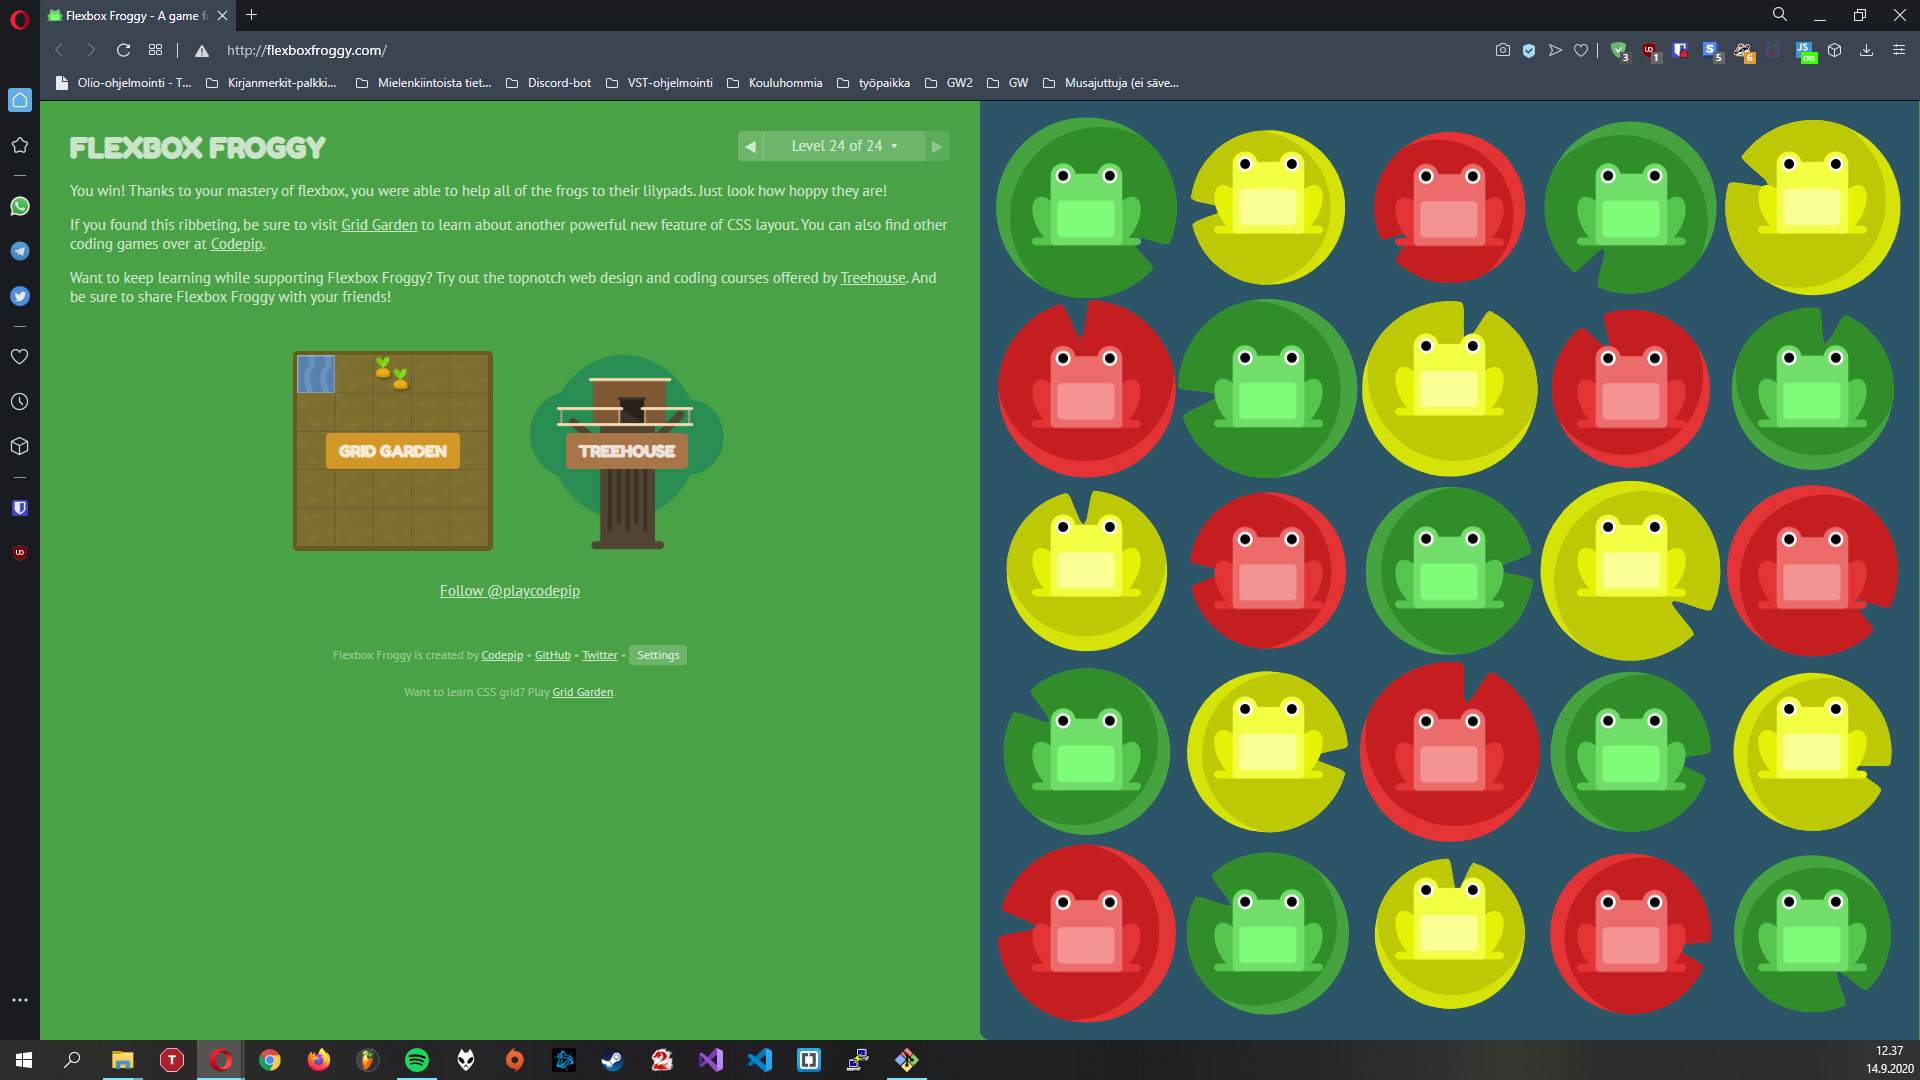 Flexbox Froggy - A game fo
http://flexboxfroggy.com/
3
1
5
6
JS
on
Olio-ohjelmointi - T...
Kirjanmerkit-palkki...
Mielenkiintoista tiet...
Discord-bot
VST-ohjelmointi
Kouluhommia
työpaikka
GW2
GW
Musajuttuja (ei säve...
FLEXBOX FROGGY
Level 24 of 24
You win! Thanks to your mastery of flexbox, you were able to help all of the frogs to their lilypads. Just look how hoppy they are!
If you found this ribbeting, be sure to visit Grid Garden to learn about another powerful new feature of CSS layout. You can also find other
coding games over at Codepip.
Want to keep learning while supporting Flexbox Froggy? Try out the topnotch web design and coding courses offered by Treehouse. And
be sure to share Flexbox Froggy with your friends!
GRID GARDEN
TREEHOUSE
Follow @playcodepip
Flexbox Froggy is created by Codepip • GitHub • Twitter • Settings
Want to learn CSS grid? Play Grid Garden.
12.37
14.9.2020